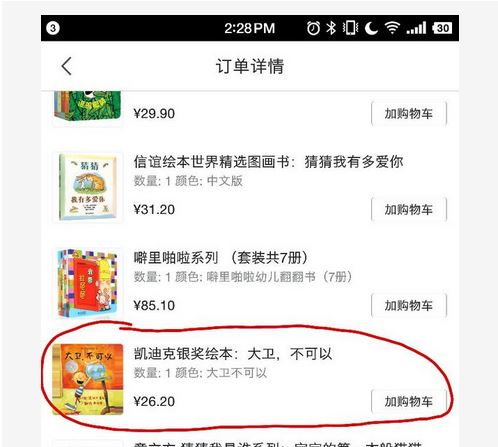 3
2:28PM
30
订单详情
¥29.90
加购物车
猜猜
我有多爱你
信谊绘本世界精选图画书：猜猜我有多爱你
数量: 1 颜色: 中文版
¥31.20
加购物车
噼里啪啦系列 （套装共7册）
数量: 1 颜色: 噼里啪啦幼儿翻翻书（7册）
¥85.10
加购物车
大卫,不可以
凯迪克银奖绘本：大卫，不可以
数量: 1 颜色: 大卫不可以
¥26.20
加购物车